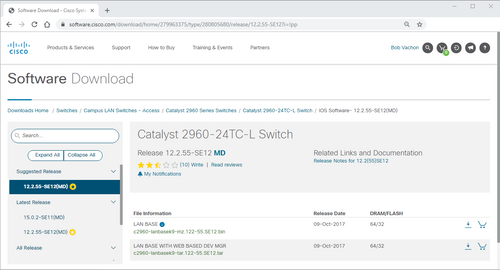 Software Download - Cisco Syste
software.cisco.com/download/home/279963375/type/280805680/release/12.2.55-SE12?i=!pp
CISCO
Products & Services Support How to Buy Training & Events Partners Bob Vachon
Software Download
Downloads Home / Switches / Campus LAN Switches - Access / Catalyst 2960 Series Switches / Catalyst 2960-24TC-L Switch / IOS Software- 12.2.55-SE12(MD)
Search...
Expand All Collapse All
Suggested Release
12.2.55-SE12(MD)
Latest Release
15.0.2-SE11(MD)
12.2.55-SE12(MD)
All Release
Catalyst 2960-24TC-L Switch
Release 12.2.55-SE12 MD
(10) Write | Read reviews
My Notifications
Related Links and Documentation
Release Notes for 12.2(55)SE12
File Information Release Date DRAM/FLASH
LAN BASE 09-Oct-2017 64/32
c2960-lanbasek9-mz.122-55.SE12.bin
LAN BASE WITH WEB BASED DEV MGR 09-Oct-2017 64/32
c2960-lanbasek9-tar.122-55.SE12.tar